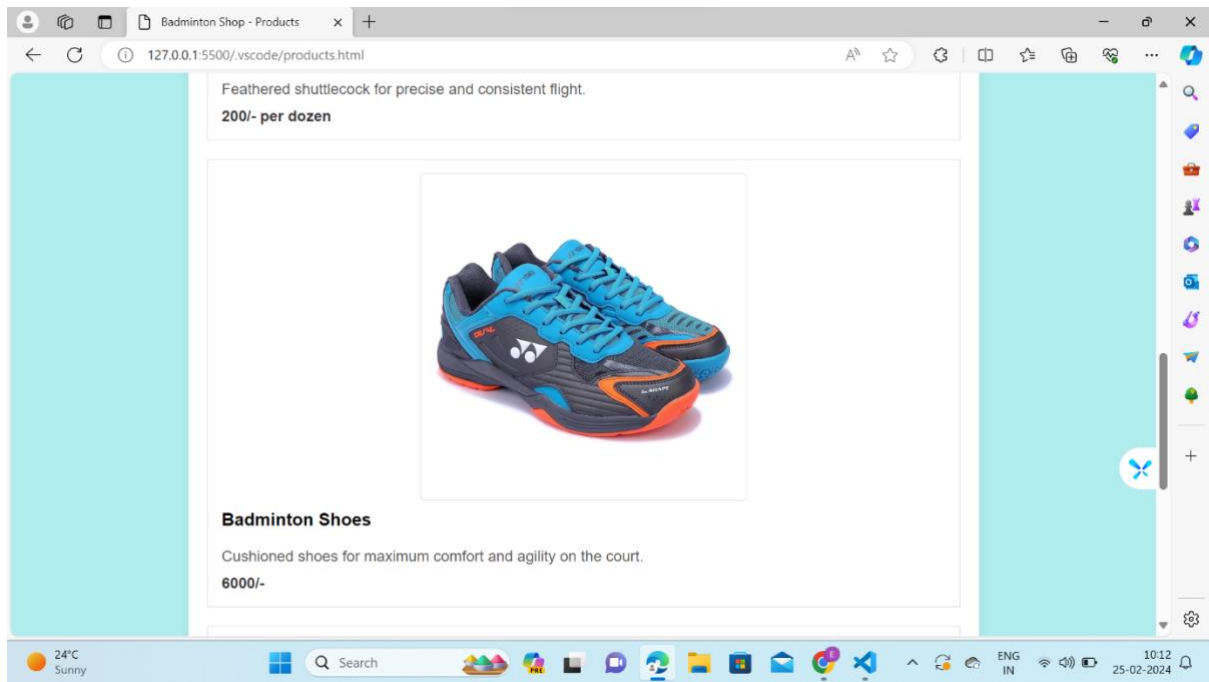 Badminton Shop - Products
127.0.0.1:5500/.vscode/products.html
Feathered shuttlecock for precise and consistent flight.
200/- per dozen
Badminton Shoes
Cushioned shoes for maximum comfort and agility on the court.
6000/-
24°C
Sunny
Search
PRE
ENG
IN
10:12
25-02-2024